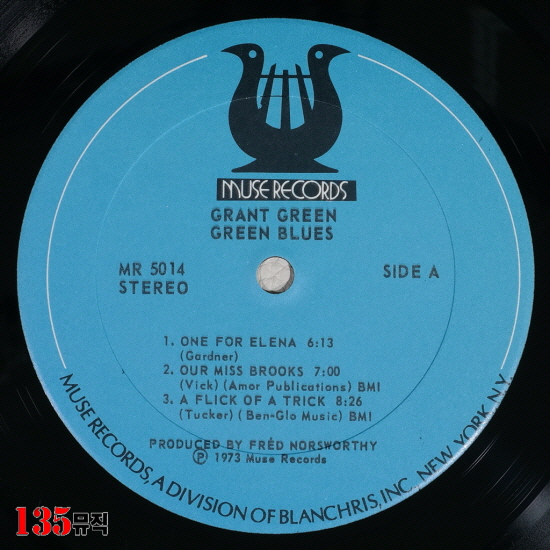 MUSE RECORDS
GRANT GREEN
GREEN BLUES
MR 5014
STEREO
SIDE A
1. ONE FOR ELENA 6:13
(Gardner)
2. OUR MISS BROOKS 7:00
(Vick) (Amor Publications) BMI
3. A FLICK OF A TRICK 8:26
(Tucker) (Ben-Glo Music) BMI
PRODUCED BY FRED NORSWORTHY
Ⓟ 1973 Muse Records
MUSE RECORDS, A DIVISION OF BLANCHRIS, INC. NEW YORK, N.Y.
135뮤직